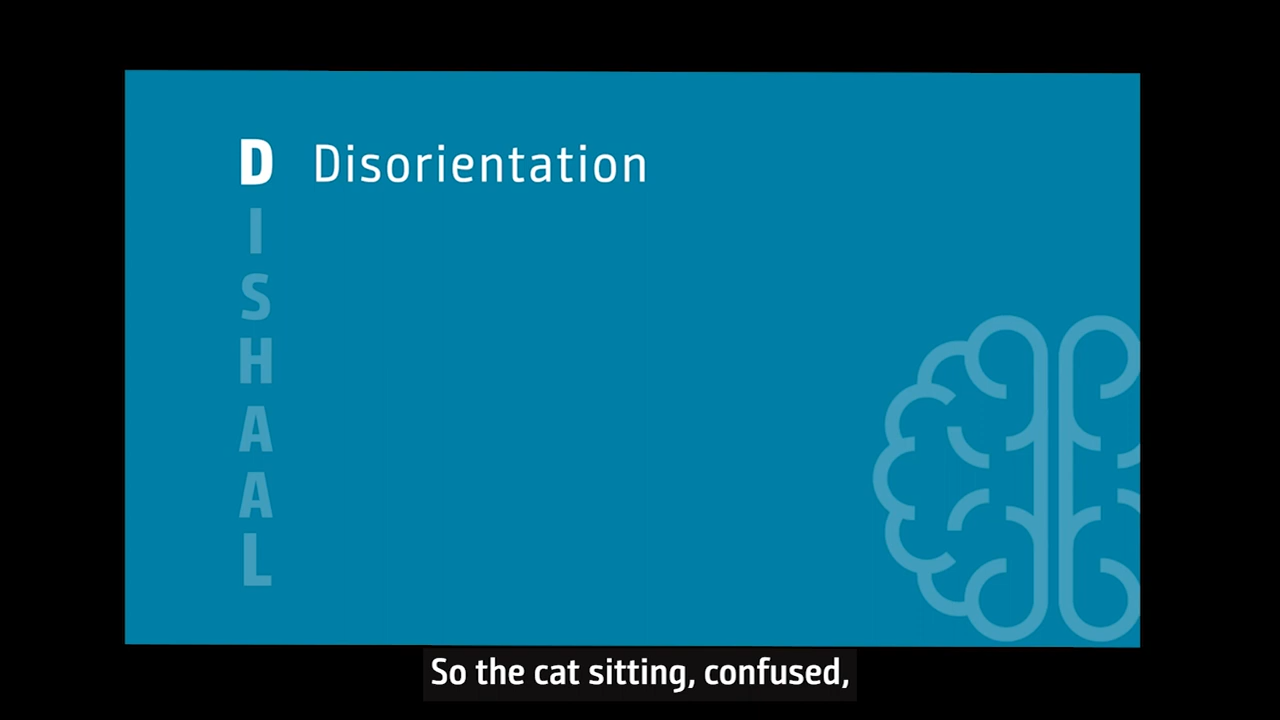 D Disorientation
I
S
H
A
A
L
So the cat sitting, confused,